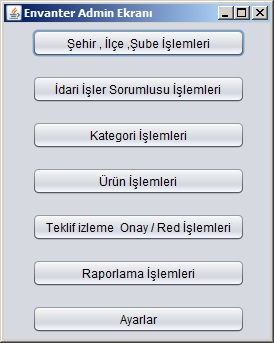 Envanter Admin Ekranı
Şehir , İlçe ,Şube İşlemleri
İdari İşler Sorumlusu İşlemleri
Kategori İşlemleri
Ürün İşlemleri
Teklif izleme  Onay / Red İşlemleri
Raporlama İşlemleri
Ayarlar